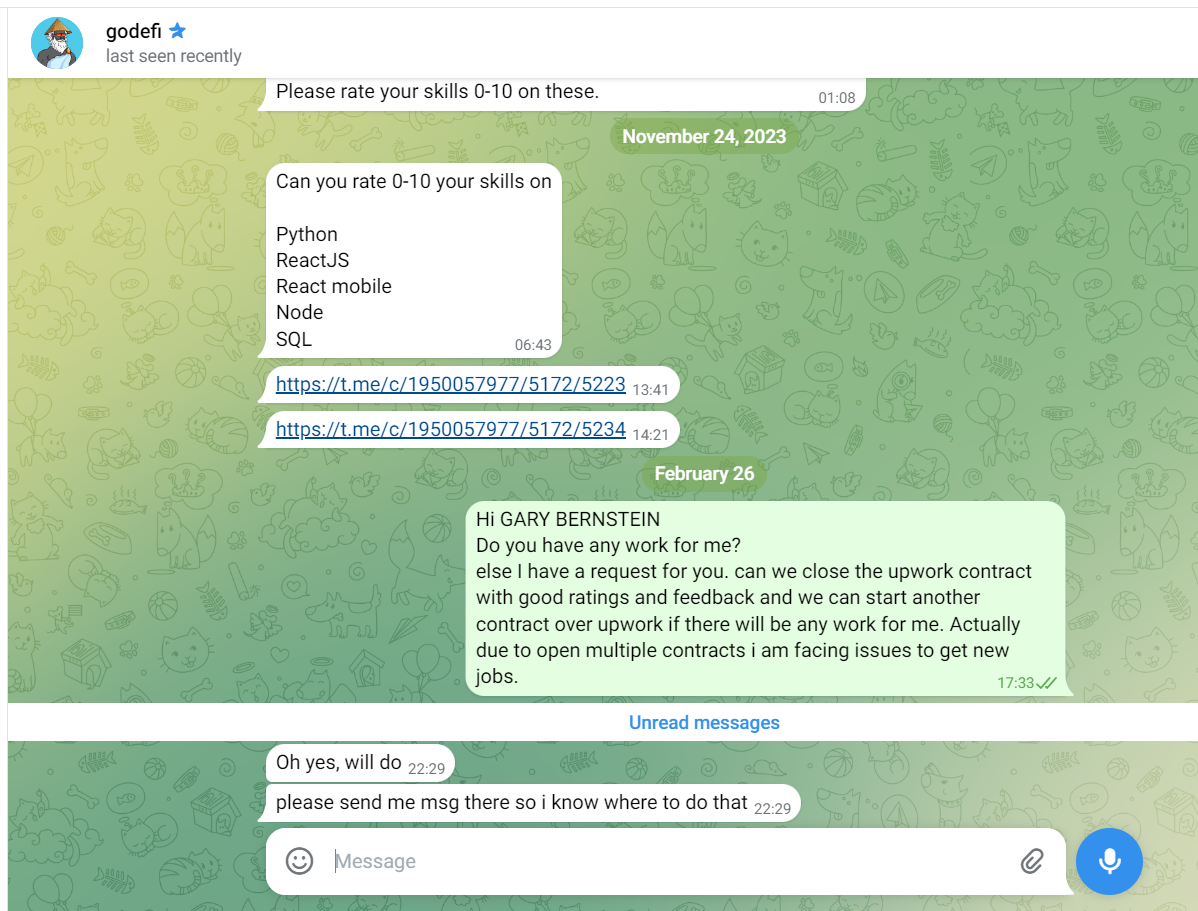 godefi
last seen recently
Please rate your skills 0-10 on these.
01:08
November 24, 2023
Can you rate 0-10 your skills on
Python
ReactJS
React mobile
Node
SQL
06:43
https://t.me/c/1950057977/5172/5223 13:41
https://t.me/c/1950057977/5172/5234 14:21
February 26
Hi GARY BERNSTEIN
Do you have any work for me?
else I have a request for you. can we close the upwork contract
with good ratings and feedback and we can start another
contract over upwork if there will be any work for me. Actually
due to open multiple contracts i am facing issues to get new
jobs.
17:33
Unread messages
Oh yes, will do 22:29
please send me msg there so i know where to do that 22:29
Message